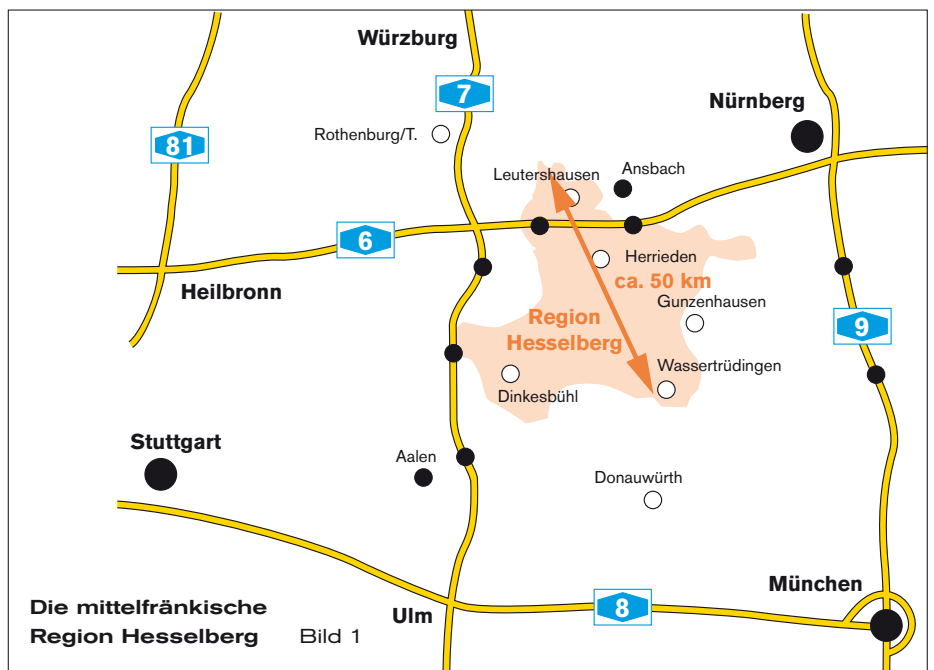 Würzburg
7
Nürnberg
81
Rothenburg/T.
Leutershausen
Ansbach
6
Herrieden
ca. 50 km
Heilbronn
Gunzenhausen
Region
Hesselberg
9
Wassertrüdingen
Dinkesbühl
Stuttgart
Aalen
Donauwürth
München
Die mittelfränkische
Region Hesselberg Bild 1
Ulm
8